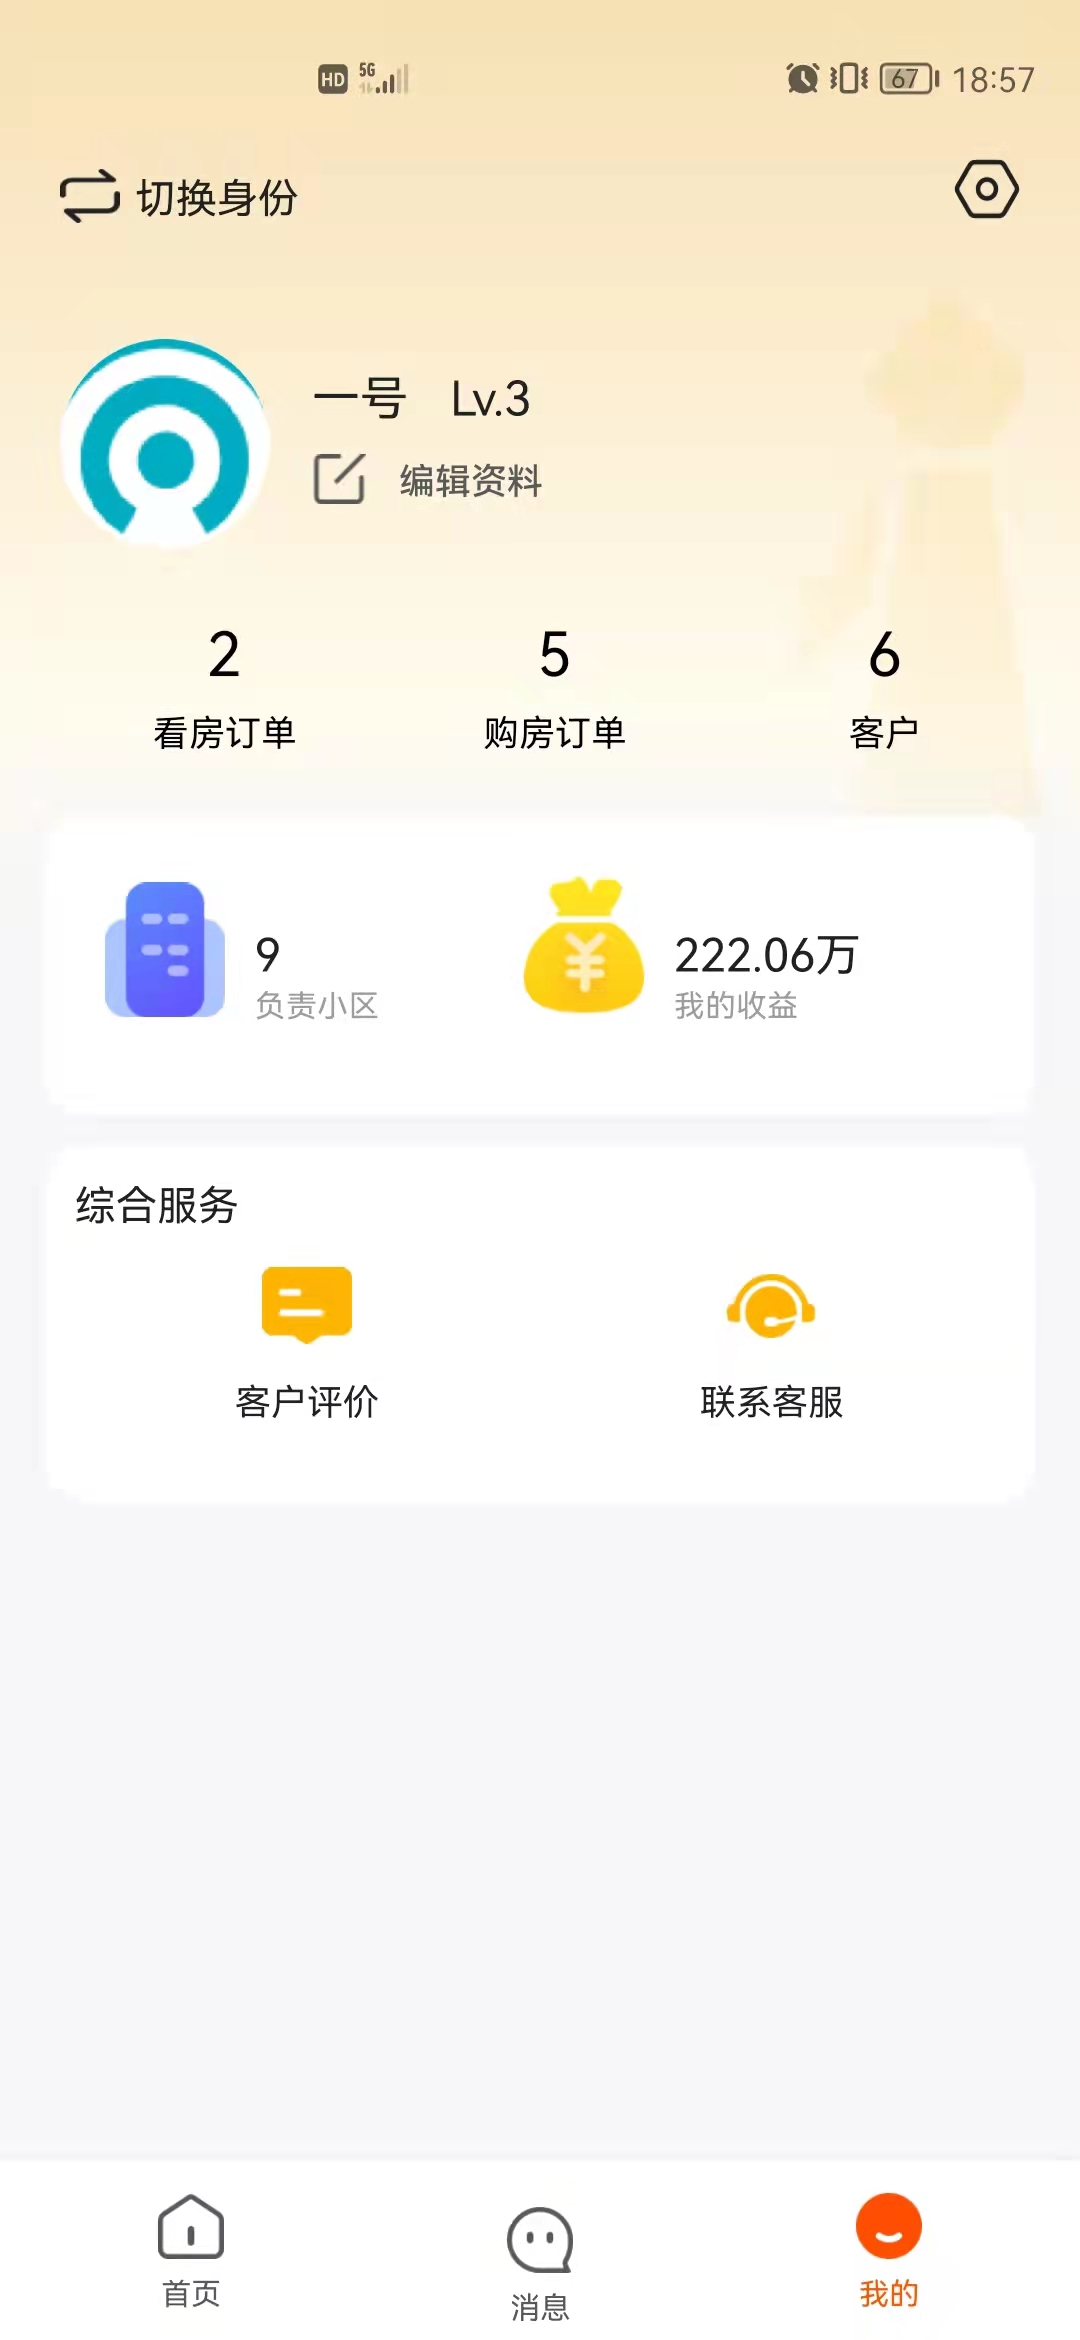 HD 5G 67 18:57
切换身份
一号 Lv.3
编辑资料
2 5 6
看房订单 购房订单 客户
9 222.06万
负责小区 我的收益
综合服务
客户评价 联系客服
首页 消息 我的